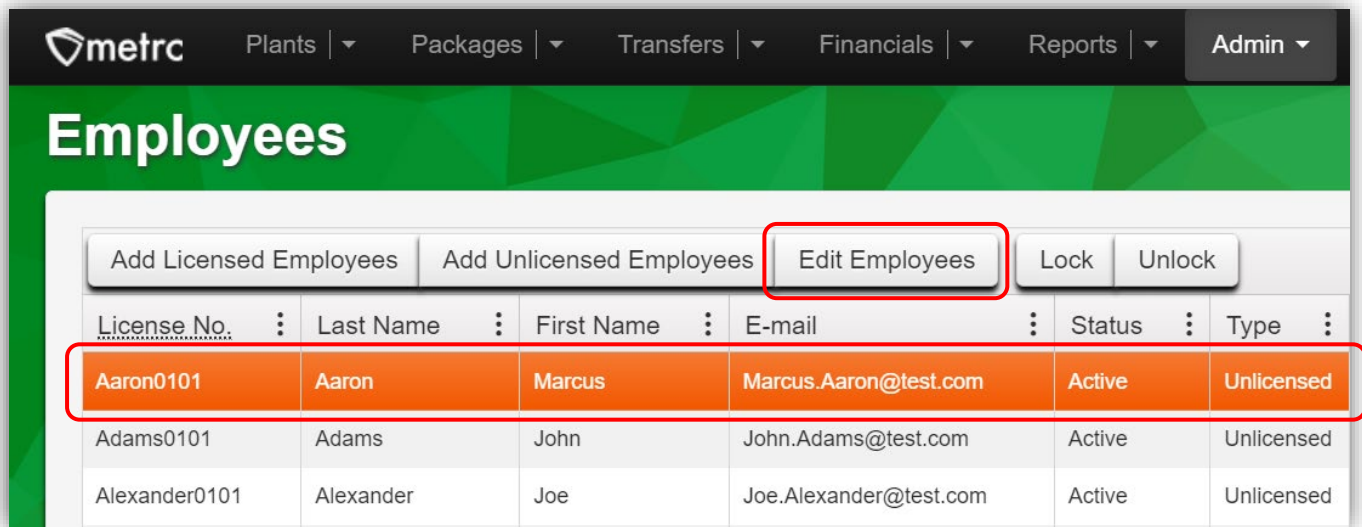 metrc Plants Packages Transfers Financials Reports Admin
Employees
Add Licensed Employees Add Unlicensed Employees Edit Employees Lock Unlock
License No. Last Name First Name E-mail Status Type
Aaron0101 Aaron Marcus Marcus.Aaron@test.com Active Unlicensed
Adams0101 Adams John John.Adams@test.com Active Unlicensed
Alexander0101 Alexander Joe Joe.Alexander@test.com Active Unlicensed